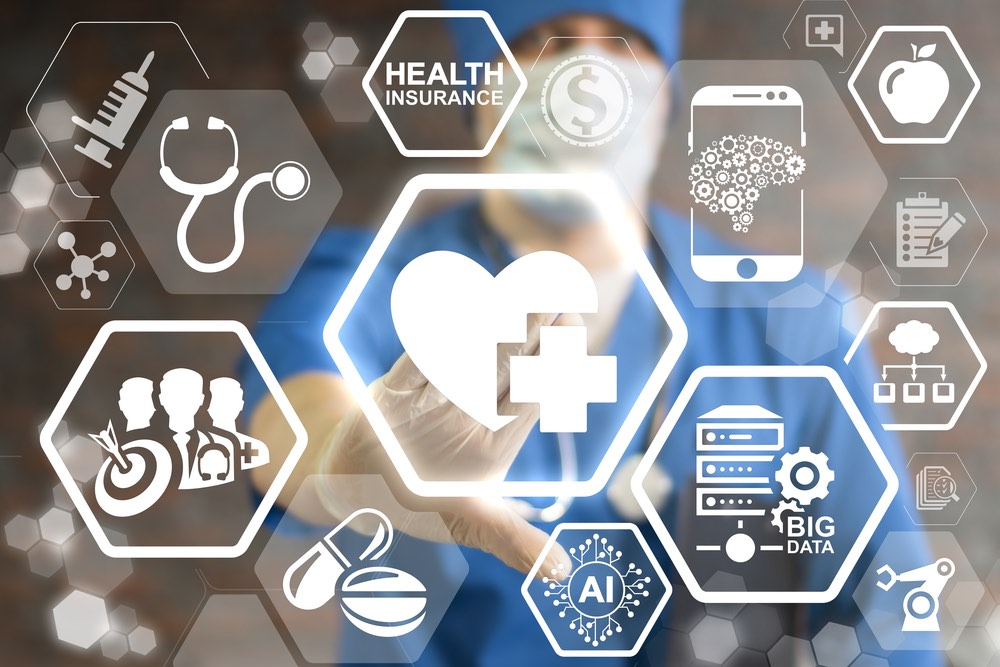 HEALTH
INSURANCE
$
BIG
DATA
AI